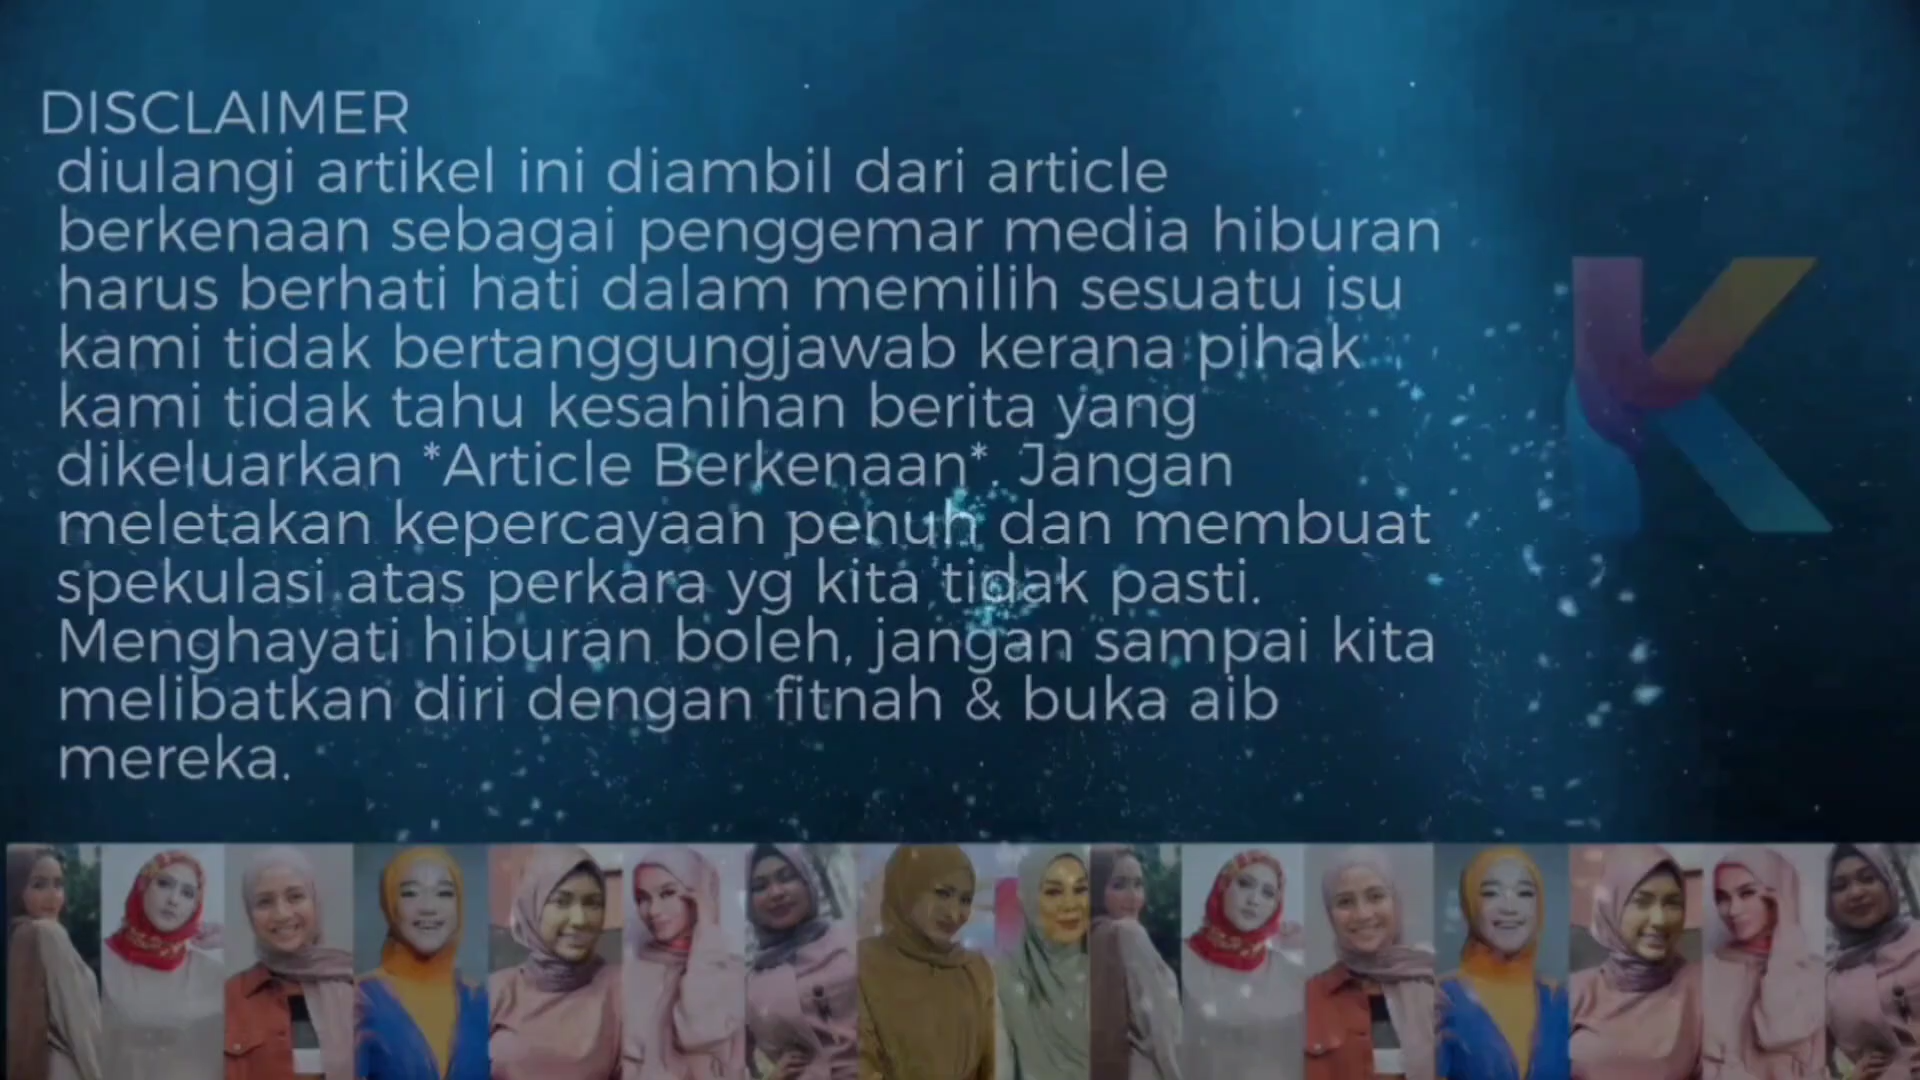 DISCLAIMER
diulangi artikel ini diambil dari article
berkenaan sebagai penggemar media hiburan
harus berhati hati dalam memilih sesuatu isu
kami tidak bertanggungjawab kerana pihak
kami tidak tahu kesahihan berita yang
dikeluarkan *Article Berkenaan*. Jangan
meletakan kepercayaan penuh dan membuat
spekulasi atas perkara yg kita tidak pasti.
Menghayati hiburan boleh, jangan sampai kita
melibatkan diri dengan fitnah & buka aib
mereka.
K